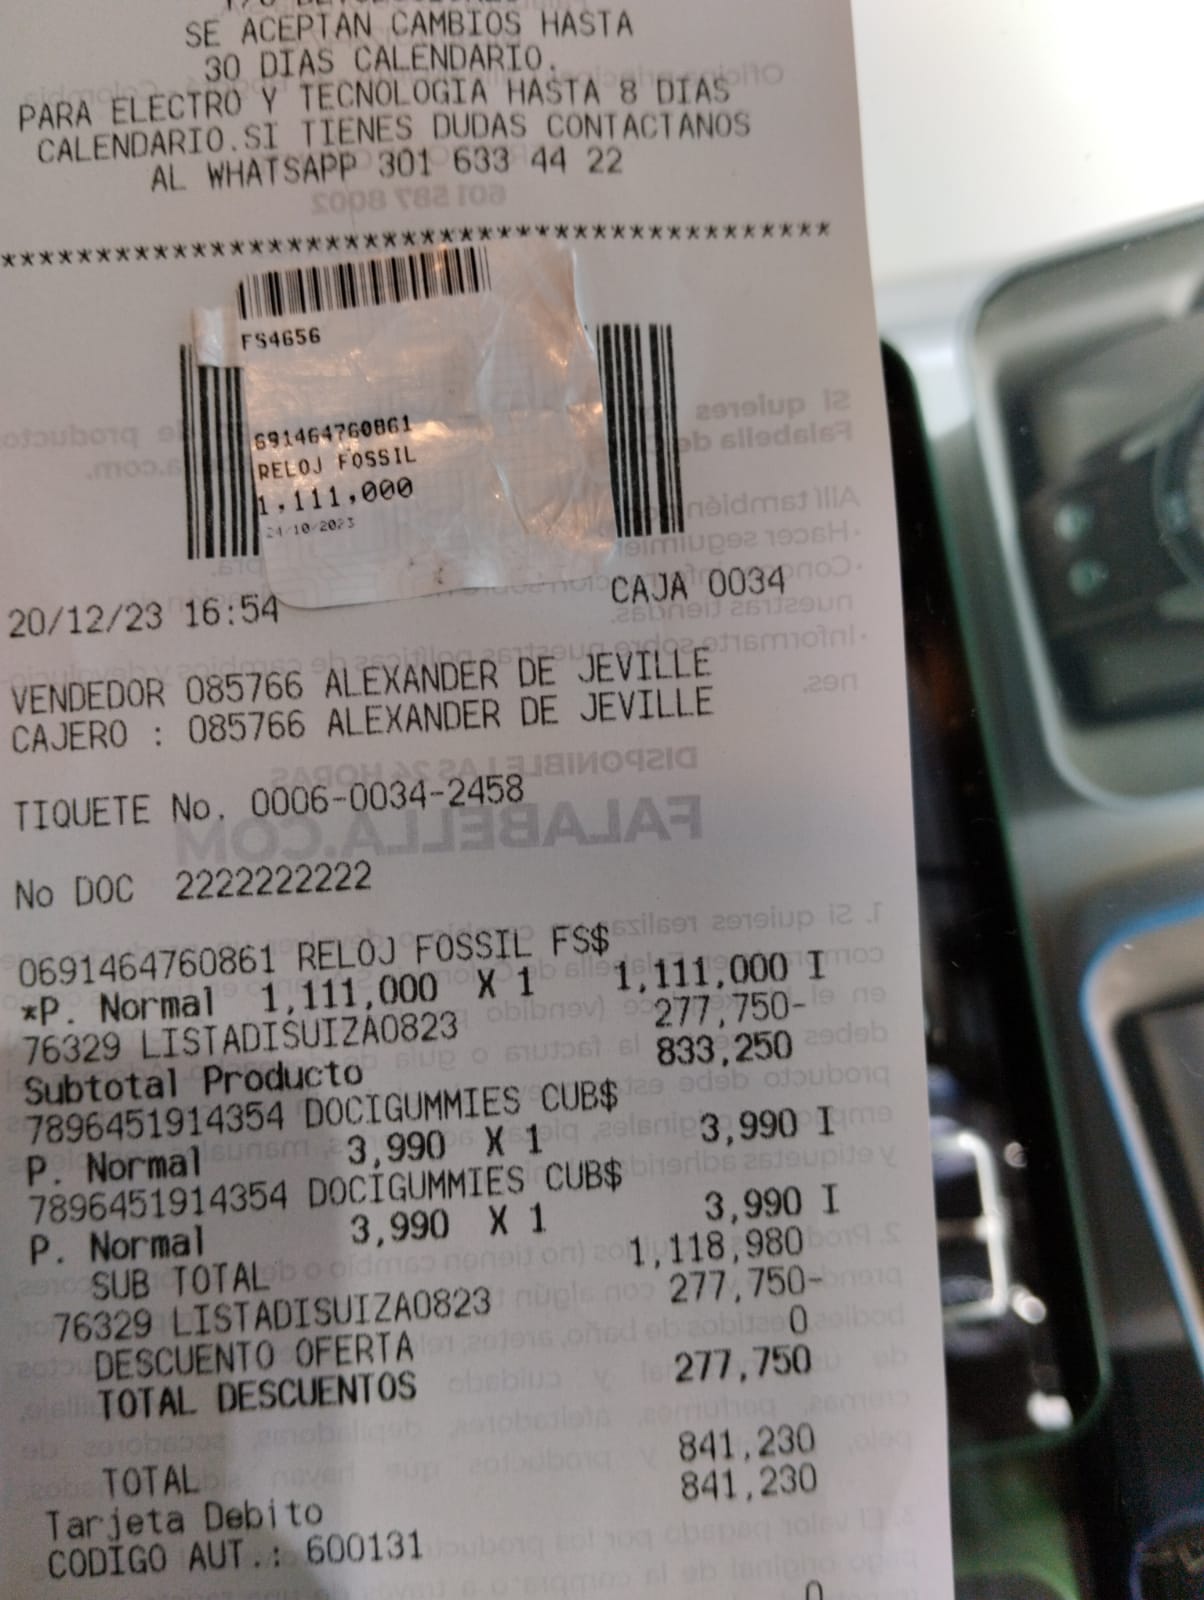 SE ACEPTAN CAMBIOS HASTA
30 DIAS CALENDARIO.
PARA ELECTRO Y TECNOLOGIA HASTA 8 DIAS
CALENDARIO.SI TIENES DUDAS CONTACTANOS
AL WHATSAPP 301 633 44 22
******************************************
FS4656
691464760861
RELOJ FOSSIL
1,111,000
24/10/2023
20/12/23 16:54 CAJA 0034
VENDEDOR 085766 ALEXANDER DE JEVILLE
CAJERO : 085766 ALEXANDER DE JEVILLE
TIQUETE No. 0006-0034-2458
No DOC 2222222222
0691464760861 RELOJ FOSSIL FS$
*P. Normal 1,111,000 X 1 1,111,000 I
76329 LISTADISUIZA0823 277,750-
Subtotal Producto 833,250
7896451914354 DOCIGUMMIES CUB$
P. Normal 3,990 X 1 3,990 I
7896451914354 DOCIGUMMIES CUB$
P. Normal 3,990 X 1 3,990 I
SUB TOTAL 1,118,980
76329 LISTADISUIZA0823 277,750-
DESCUENTO OFERTA 0
TOTAL DESCUENTOS 277,750
TOTAL 841,230
Tarjeta Debito 841,230
CODIGO AUT.: 600131
0